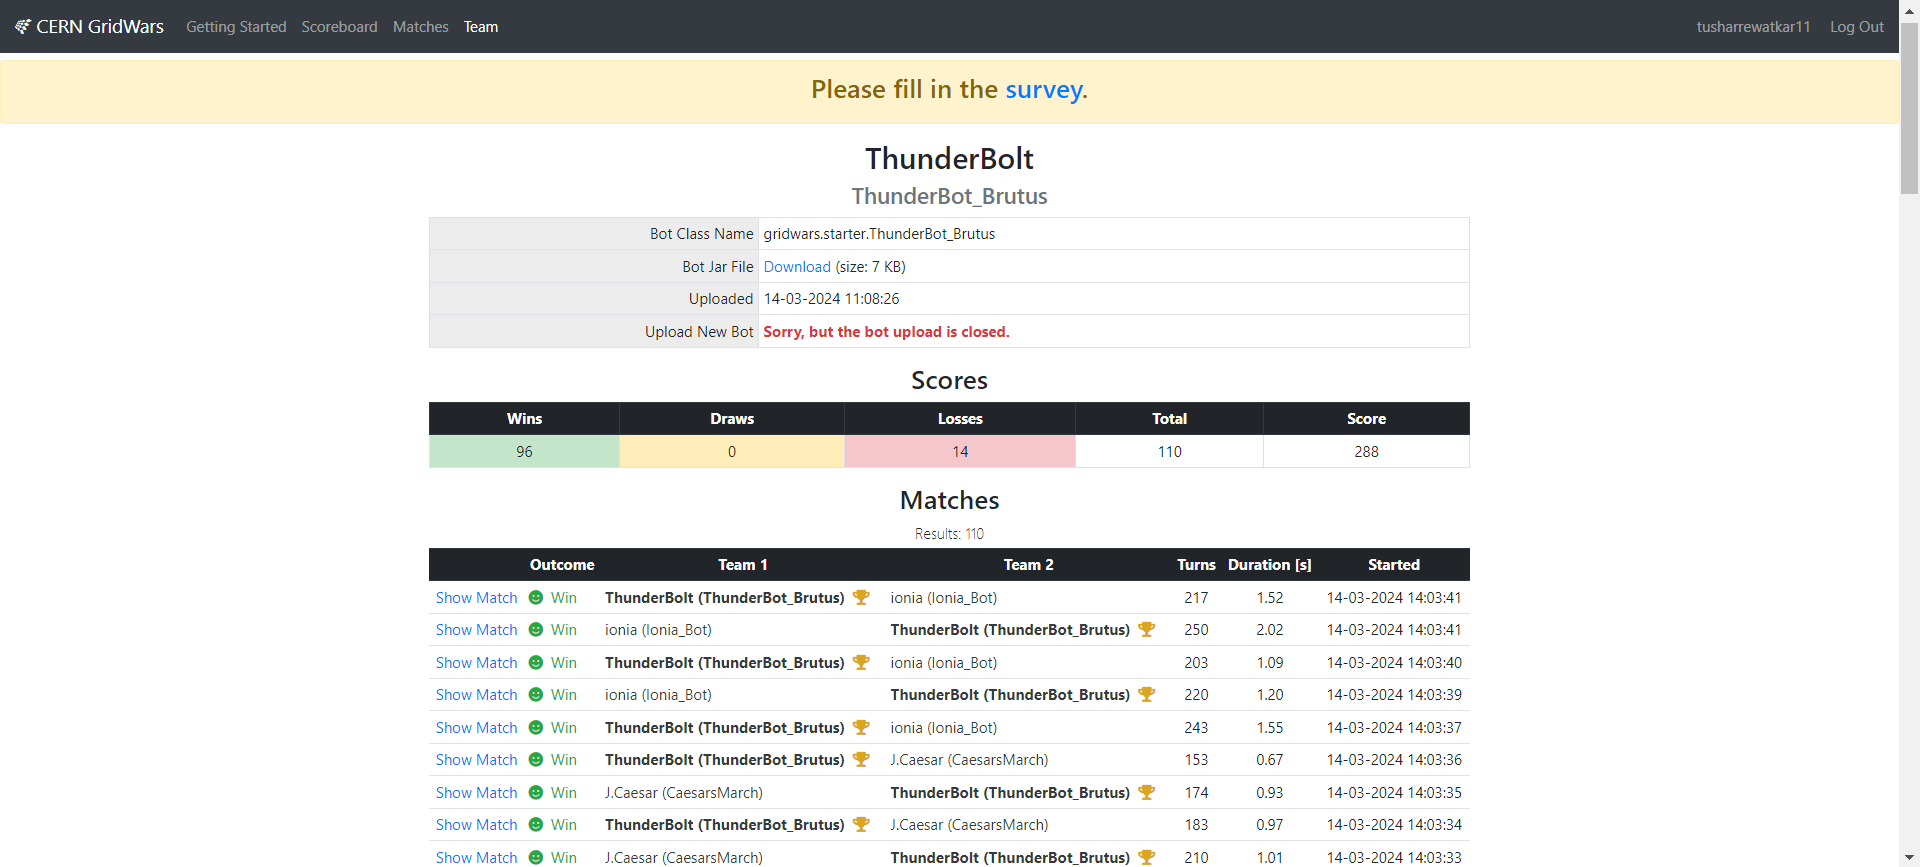 CERN GridWars Getting Started Scoreboard Matches Team tusharrewatkar11 Log Out
Please fill in the survey.
ThunderBolt
ThunderBot_Brutus
Bot Class Name gridwars.starter.ThunderBot_Brutus
Bot Jar File Download (size: 7 KB)
Uploaded 14-03-2024 11:08:26
Upload New Bot Sorry, but the bot upload is closed.
Scores
Wins Draws Losses Total Score
96 0 14 110 288
Matches
Results: 110
Outcome Team 1 Team 2 Turns Duration [s] Started
Show Match Win ThunderBolt (ThunderBot_Brutus) ionia (Ionia_Bot) 217 1.52 14-03-2024 14:03:41
Show Match Win ionia (Ionia_Bot) ThunderBolt (ThunderBot_Brutus) 250 2.02 14-03-2024 14:03:41
Show Match Win ThunderBolt (ThunderBot_Brutus) ionia (Ionia_Bot) 203 1.09 14-03-2024 14:03:40
Show Match Win ionia (Ionia_Bot) ThunderBolt (ThunderBot_Brutus) 220 1.20 14-03-2024 14:03:39
Show Match Win ThunderBolt (ThunderBot_Brutus) ionia (Ionia_Bot) 243 1.55 14-03-2024 14:03:37
Show Match Win ThunderBolt (ThunderBot_Brutus) J.Caesar (CaesarsMarch) 153 0.67 14-03-2024 14:03:36
Show Match Win J.Caesar (CaesarsMarch) ThunderBolt (ThunderBot_Brutus) 174 0.93 14-03-2024 14:03:35
Show Match Win ThunderBolt (ThunderBot_Brutus) J.Caesar (CaesarsMarch) 183 0.97 14-03-2024 14:03:34
Show Match Win J.Caesar (CaesarsMarch) ThunderBolt (ThunderBot_Brutus) 210 1.01 14-03-2024 14:03:33